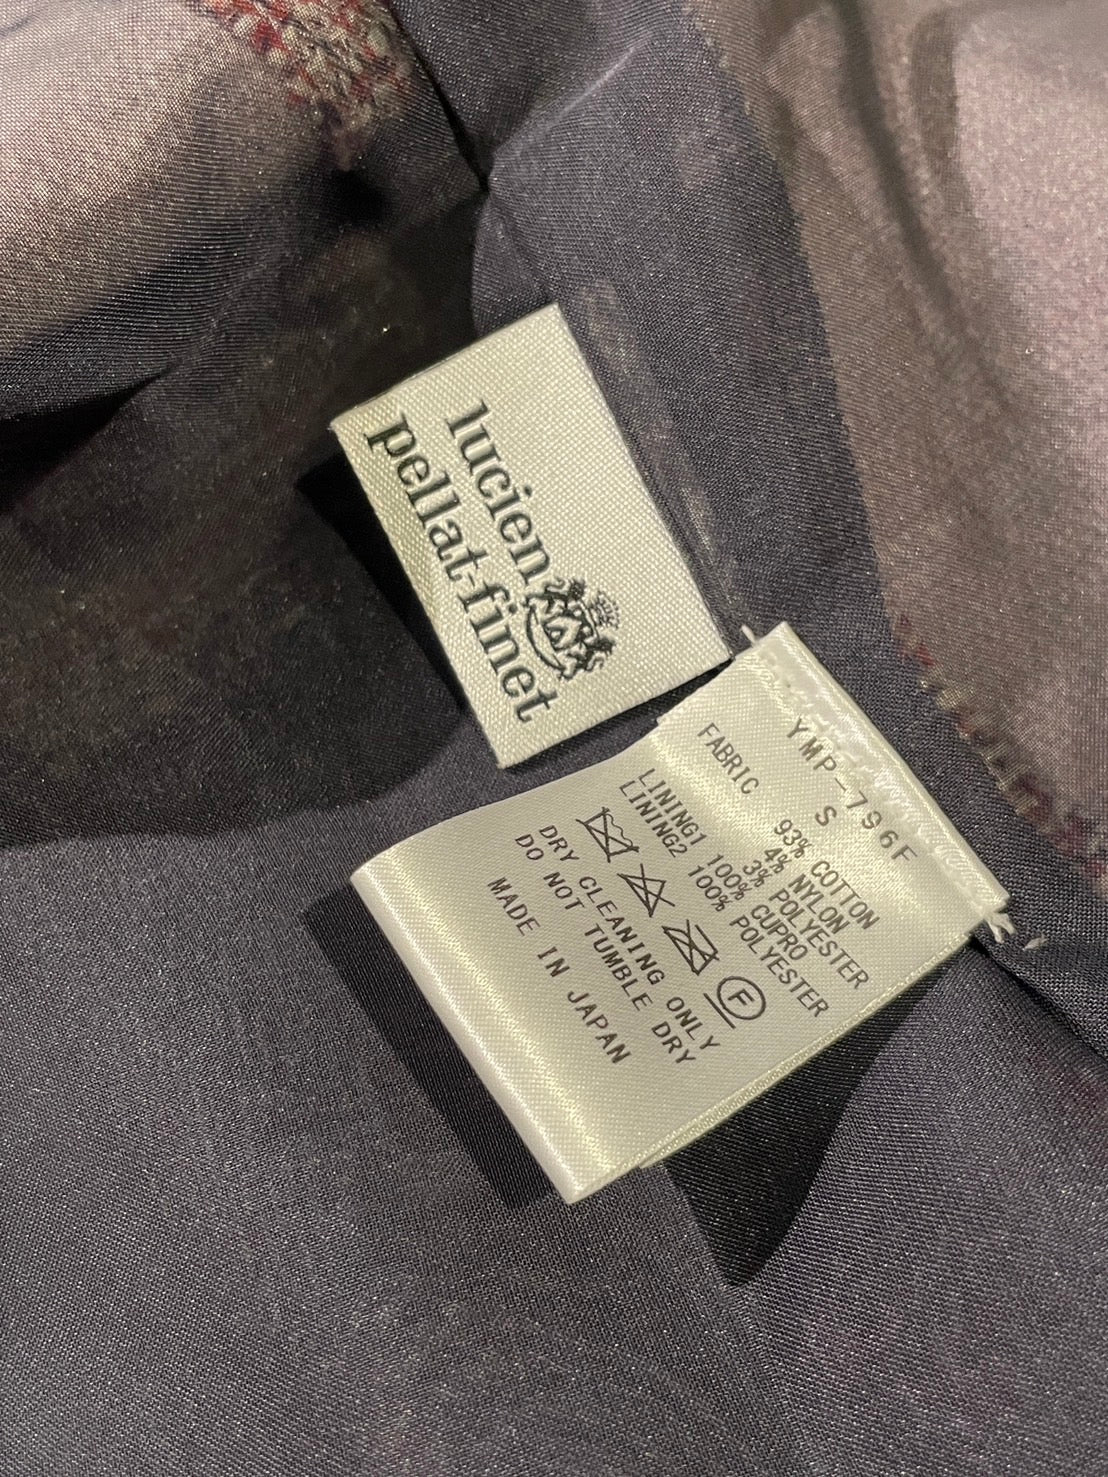 lucien
pellat-finet
YMP-796F
S
FABRIC 93% COTTON
4% NYLON
3% POLYESTER
LINING1 100% CUPRO
LINING2 100% POLYESTER
F
DRY CLEANING ONLY
DO NOT TUMBLE DRY
MADE IN JAPAN